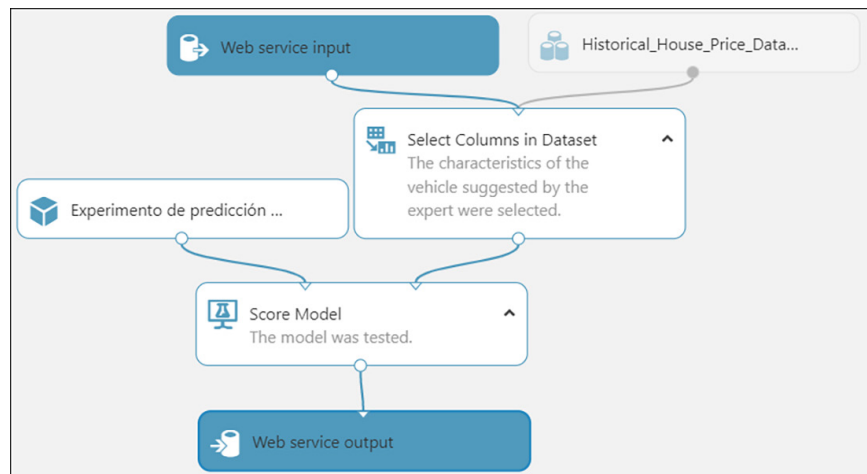 Web service input
Historical_House_Price_Data...
Select Columns in Dataset
The characteristics of the
vehicle suggested by the
expert were selected.
Experimento de predicción ...
Score Model
The model was tested.
Web service output